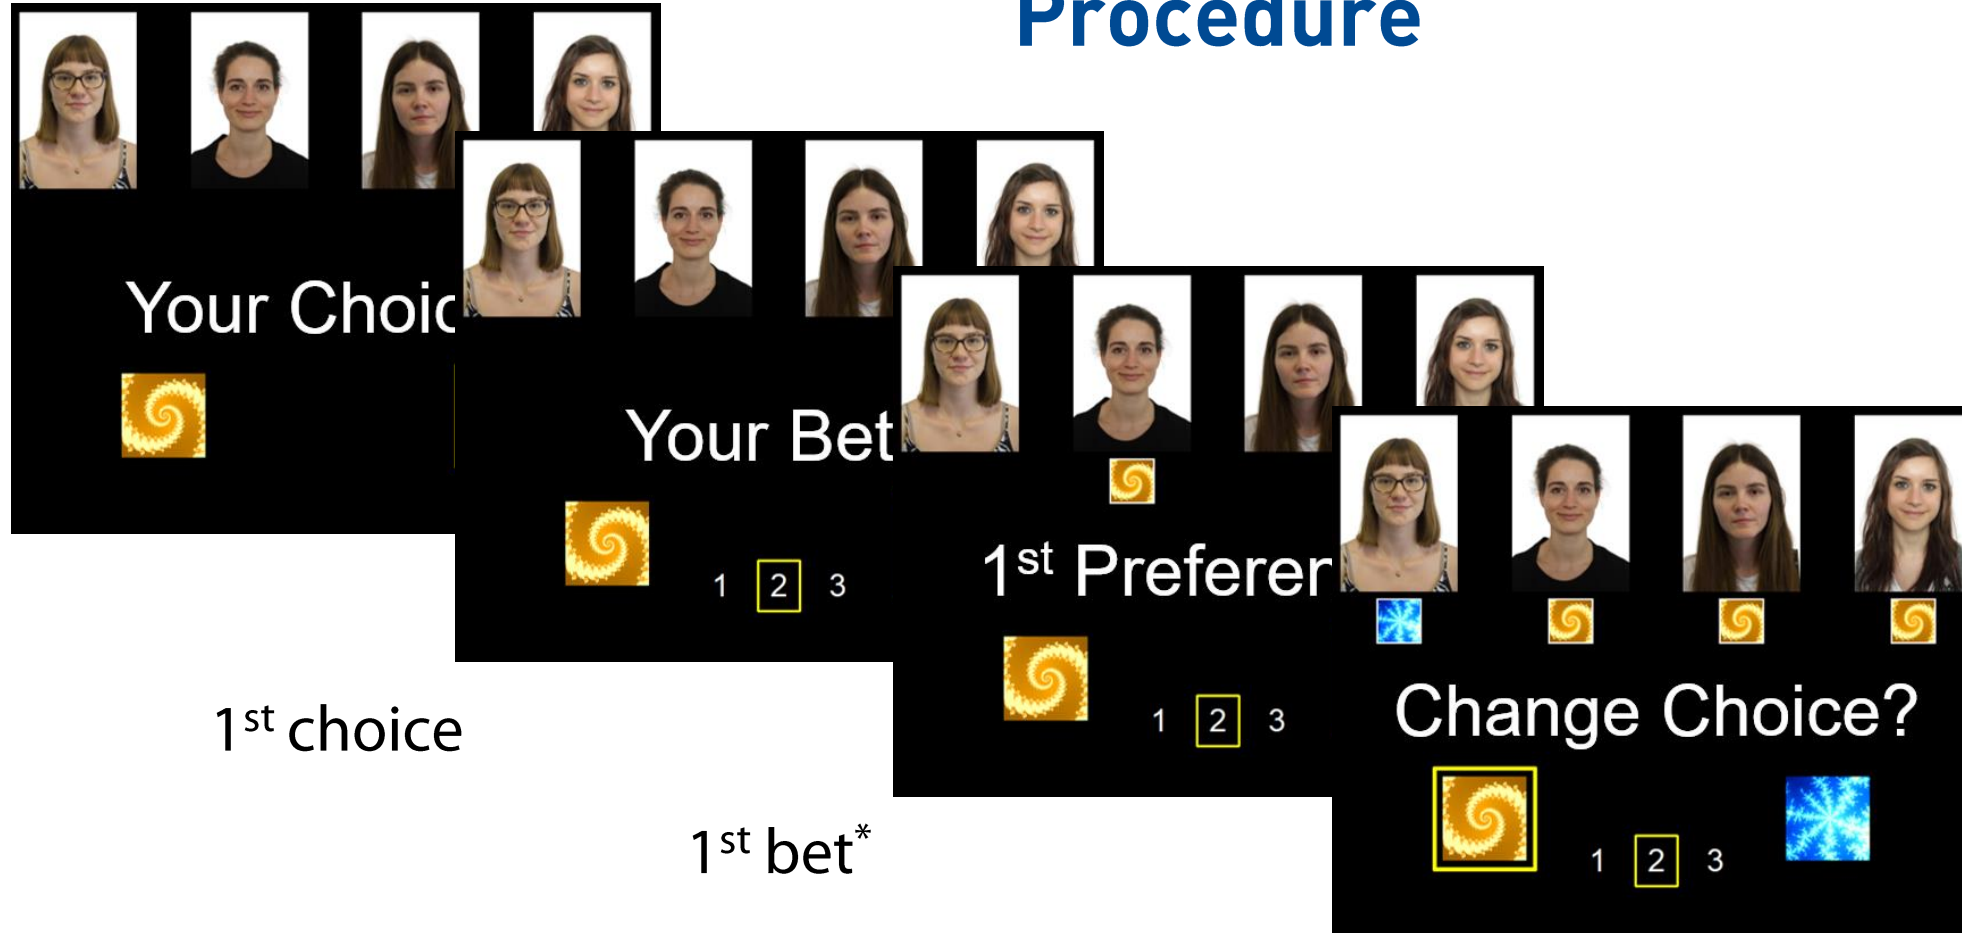 Procedure
Your Choic
Your Bet
1 2 3
1st Preferen
1 2 3
Change Choice?
1 2 3
1st choice
1st bet*